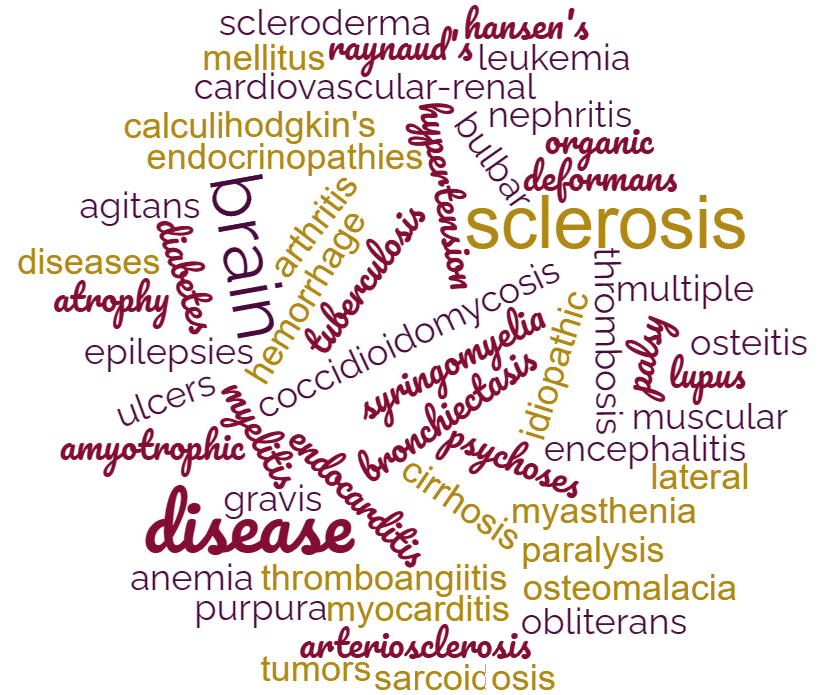 scleroderma hansen's
mellitus raynaud's leukemia
cardiovascular-renal
calculi hodgkin's hypertension bulbar nephritis
endocrinopathies organic
deformans
agitans brain arthritis sclerosis
diseases diabetes hemorrhage tuberculosis
atrophy thrombosis multiple
epilepsies coccidioidomycosis idiopathic palsy osteitis
ulcers syringomyelia lupus
myelitis bronchiectasis muscular
amyotrophic endocarditis psychoses encephalitis
gravis cirrhosis lateral
disease myasthenia
paralysis
anemia thromboangiitis osteomalacia
purpura myocarditis obliterans
arteriosclerosis
tumors sarcoidosis